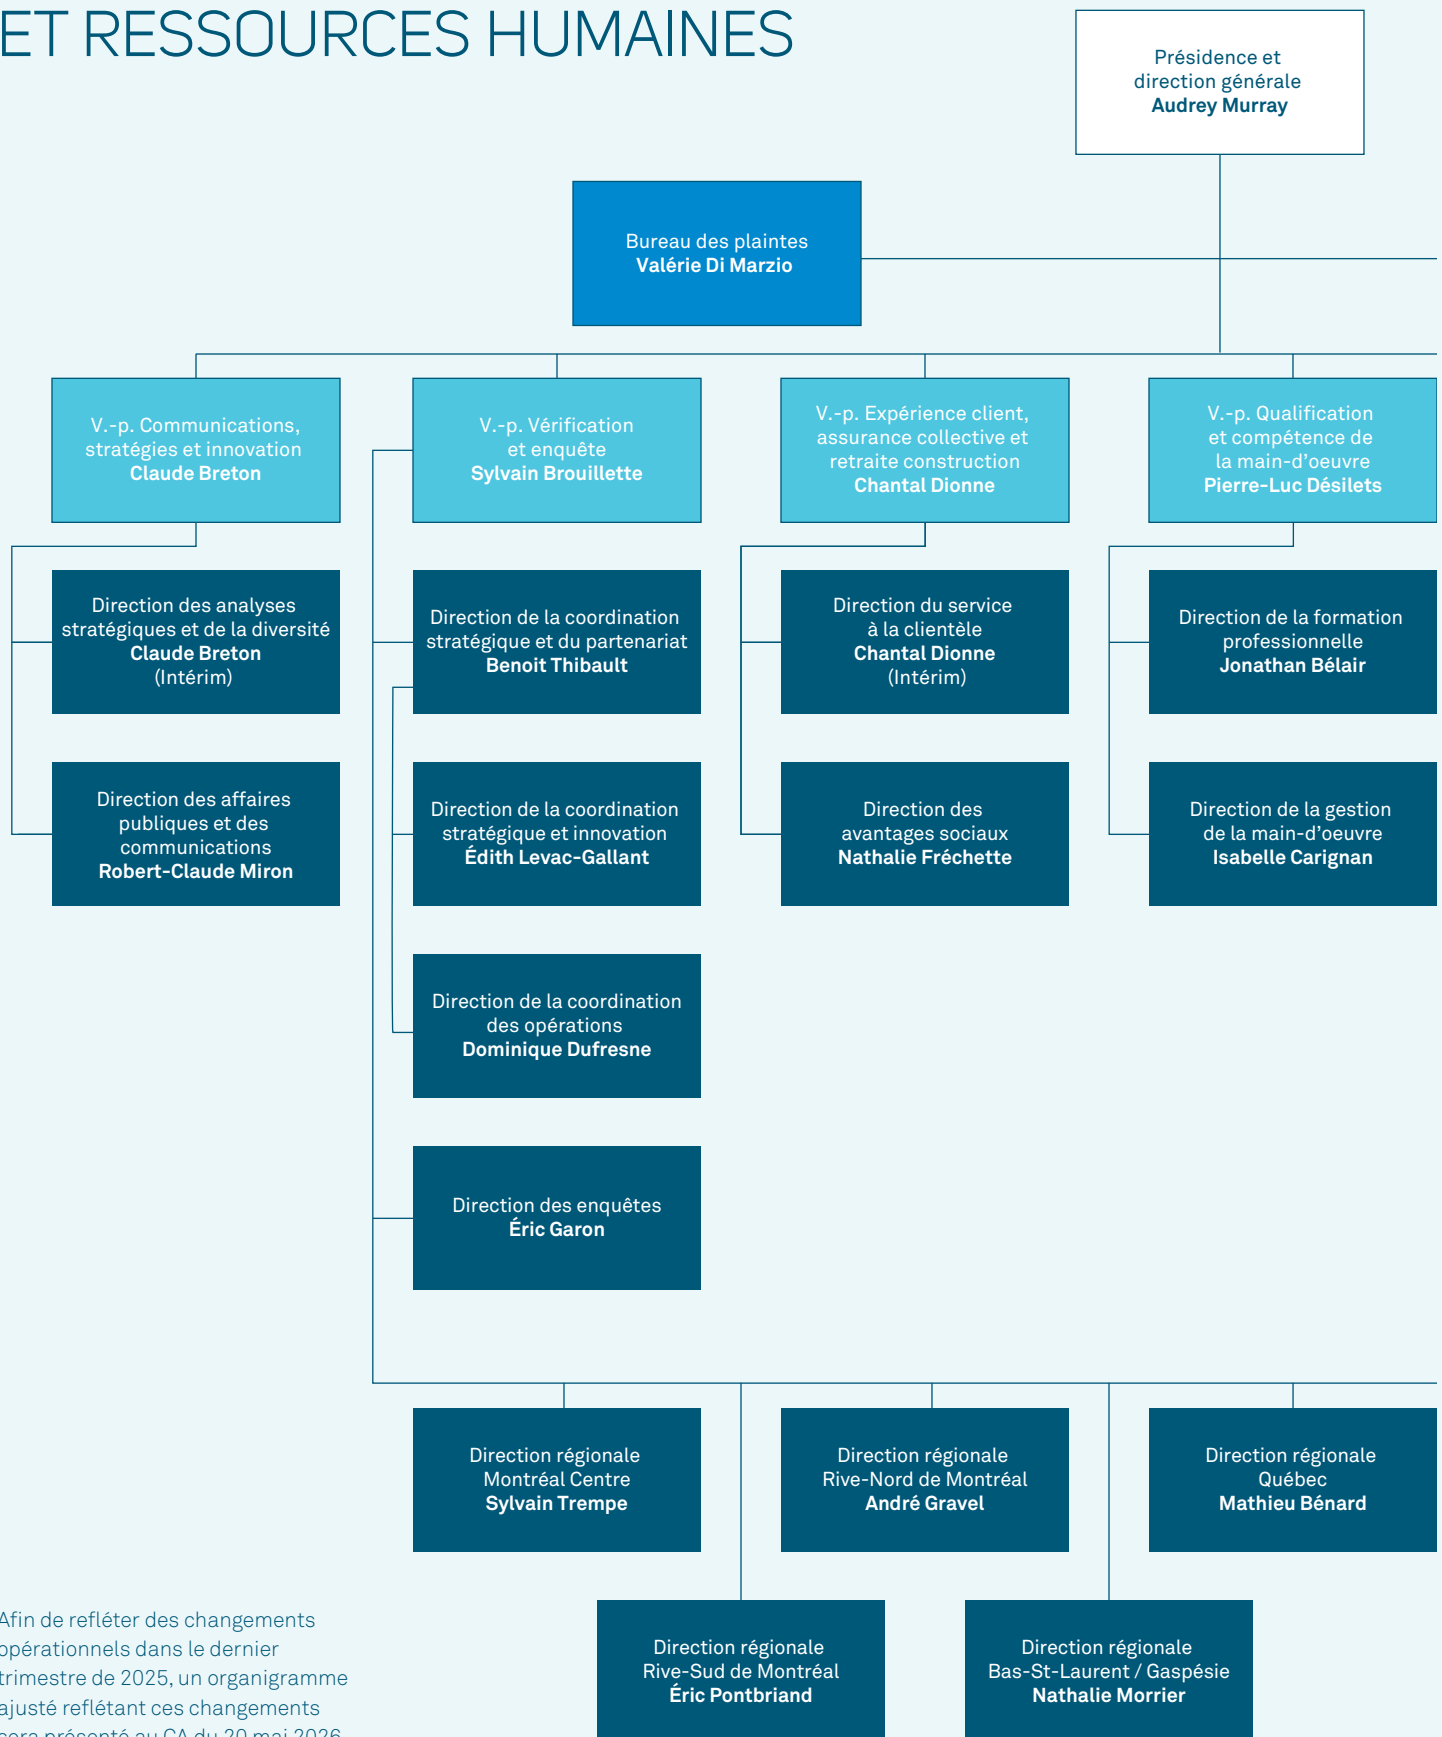 ET RESSOURCES HUMAINES
Présidence et
direction générale
Audrey Murray
Bureau des plaintes
Valérie Di Marzio
V.-p. Communications,
stratégies et innovation
Claude Breton
V.-p. Vérification
et enquête
Sylvain Brouillette
V.-p. Expérience client,
assurance collective et
retraite construction
Chantal Dionne
V.-p. Qualification
et compétence de
la main-d'oeuvre
Pierre-Luc Désilets
Direction des analyses
stratégiques et de la diversité
Claude Breton
(Intérim)
Direction de la coordination
stratégique et du partenariat
Benoit Thibault
Direction du service
à la clientèle
Chantal Dionne
(Intérim)
Direction de la formation
professionnelle
Jonathan Bélair
Direction des affaires
publiques et des
communications
Robert-Claude Miron
Direction de la coordination
stratégique et innovation
Édith Levac-Gallant
Direction des
avantages sociaux
Nathalie Fréchette
Direction de la gestion
de la main-d'oeuvre
Isabelle Carignan
Direction de la coordination
des opérations
Dominique Dufresne
Direction des enquêtes
Éric Garon
Direction régionale
Montréal Centre
Sylvain Trempe
Direction régionale
Rive-Nord de Montréal
André Gravel
Direction régionale
Québec
Mathieu Bénard
Direction régionale
Rive-Sud de Montréal
Éric Pontbriand
Direction régionale
Bas-St-Laurent / Gaspésie
Nathalie Morrier
Afin de refléter des changements
opérationnels dans le dernier
trimestre de 2025, un organigramme
ajusté reflétant ces changements
sera présenté au CA du 20 mai 2026